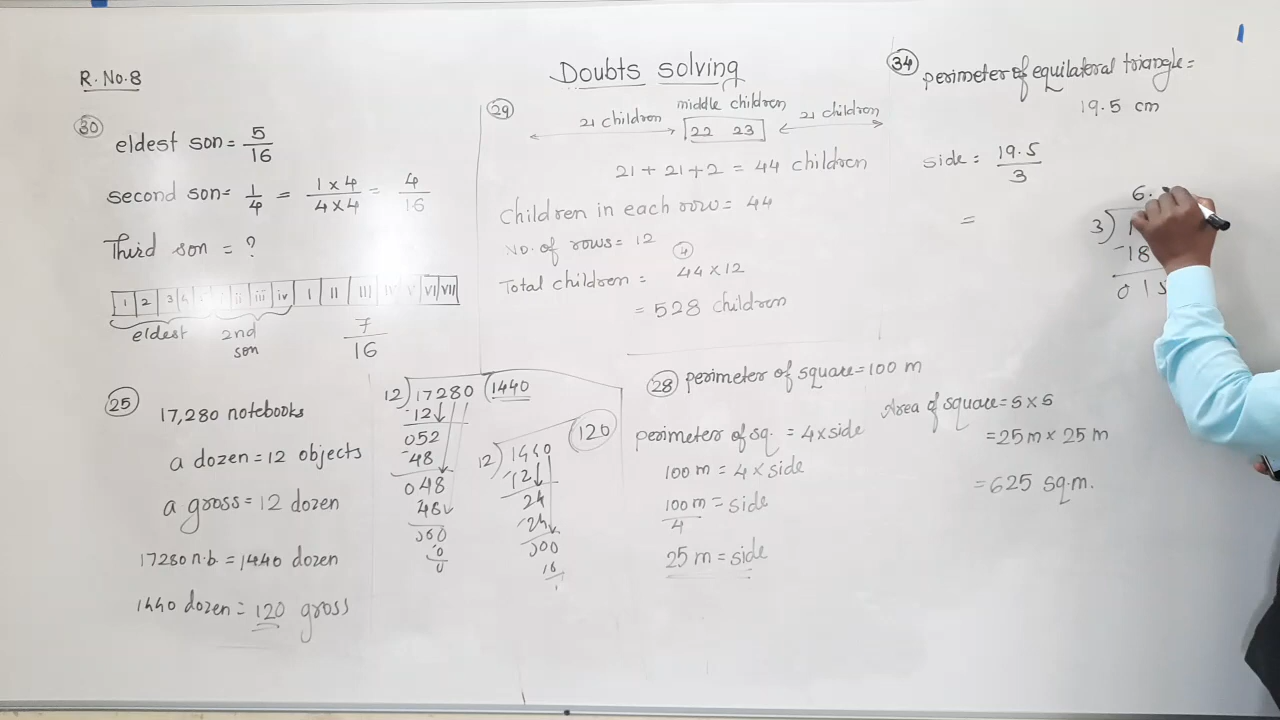 R. No.8
Doubts solving
30
eldest son = 5/16
second son = 1/4 = 1 x 4 / 4 x 4 = 4/16
Third son = ?
1 2 3 4 i ii iii iv I II III IV V VI VII
eldest 2nd son
7/16
25
17,280 notebooks
a dozen = 12 objects
a gross = 12 dozen
17280 n.b. = 1440 dozen
1440 dozen = 120 gross
12) 17280 (1440
-12
052
-48
048
48
000
0
0
120
12) 1440
-12
24
-24
000
29
middle children
21 children 22 23 21 children
21 + 21 + 2 = 44 children
Children in each row = 44
No. of rows = 12
4
Total children = 44 x 12
= 528 children
28
perimeter of square = 100 m
perimeter of sq. = 4 x side
100 m = 4 x side
100 m / 4 = side
25 m = side
Area of square = s x s
= 25 m x 25 m
= 625 sq.m.
34
perimeter of equilateral triangle =
19.5 cm
side = 19.5 / 3
=
6.
3) 1
-18
015